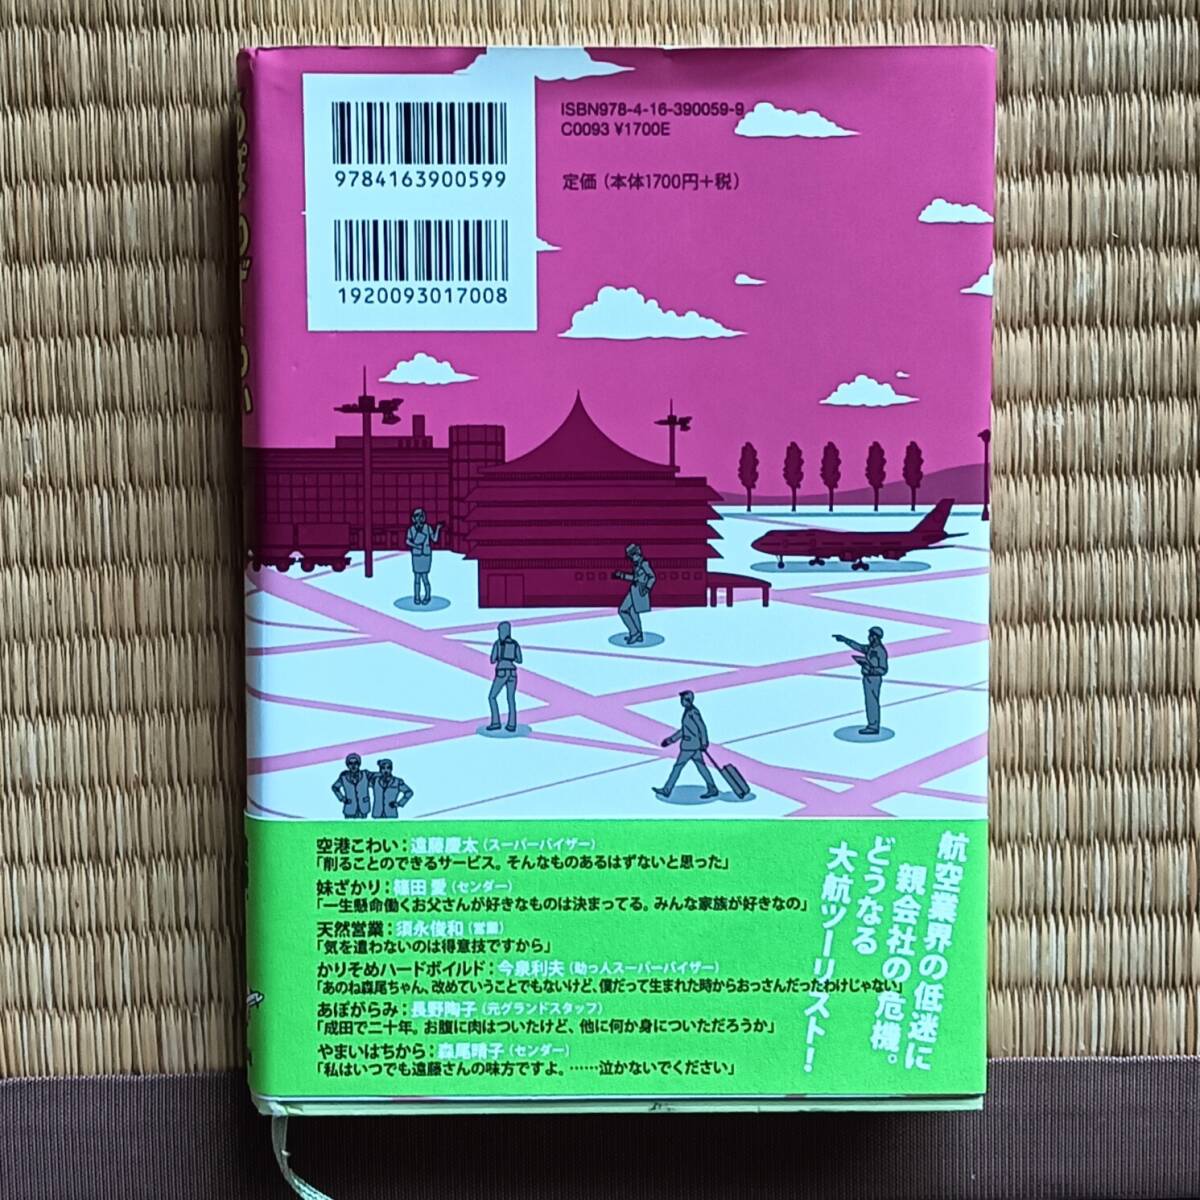 9784163900599
1920093017008
ISBN978-4-16-390059-9
C0093 ¥1700E
定価（本体1700円＋税）
航空業界の低迷に
親会社の危機。
どうなる
大航ツーリスト！
空港こわい：遠藤慶太（スーパーバイザー）
「削ることのできるサービス。そんなものあるはずないと思った」
妹ざかり：篠田 愛（センダー）
「一生懸命働くお父さんが好きなものは決まってる。みんな家族が好きなの」
天然営業：須永俊和（営業）
「気を遣わないのは得意技ですから」
かりそめハードボイルド：今泉利夫（助っ人スーパーバイザー）
「あのね森尾ちゃん、改めていうことでもないけど、僕だって生まれた時からおっさんだったわけじゃない」
あぽがらみ：長野陶子（元グランドスタッフ）
「成田で二十年。お腹に肉はついたけど、他に何か身についただろうか」
やまいはちから：森尾晴子（センダー）
「私はいつでも遠藤さんの味方ですよ。……泣かないでください」